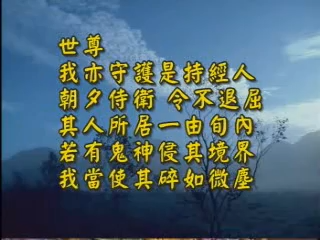 世尊
我亦守護是持經人
朝夕侍衛 令不退屈
其人所居一由旬內
若有鬼神侵其境界
我當使其碎如微塵